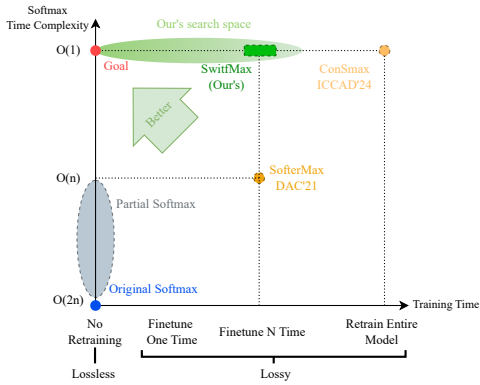 Softmax
Time Complexity
Our's search space
O(1)
Goal
SwitfMax
(Our's)
ConSmax
ICCAD'24
Better
O(n)
SofterMax
DAC'21
Partial Softmax
Original Softmax
O(2n)
Training Time
No
Retraining
Finetune
One Time
Finetune N Time
Retrain Entire
Model
Lossless
Lossy